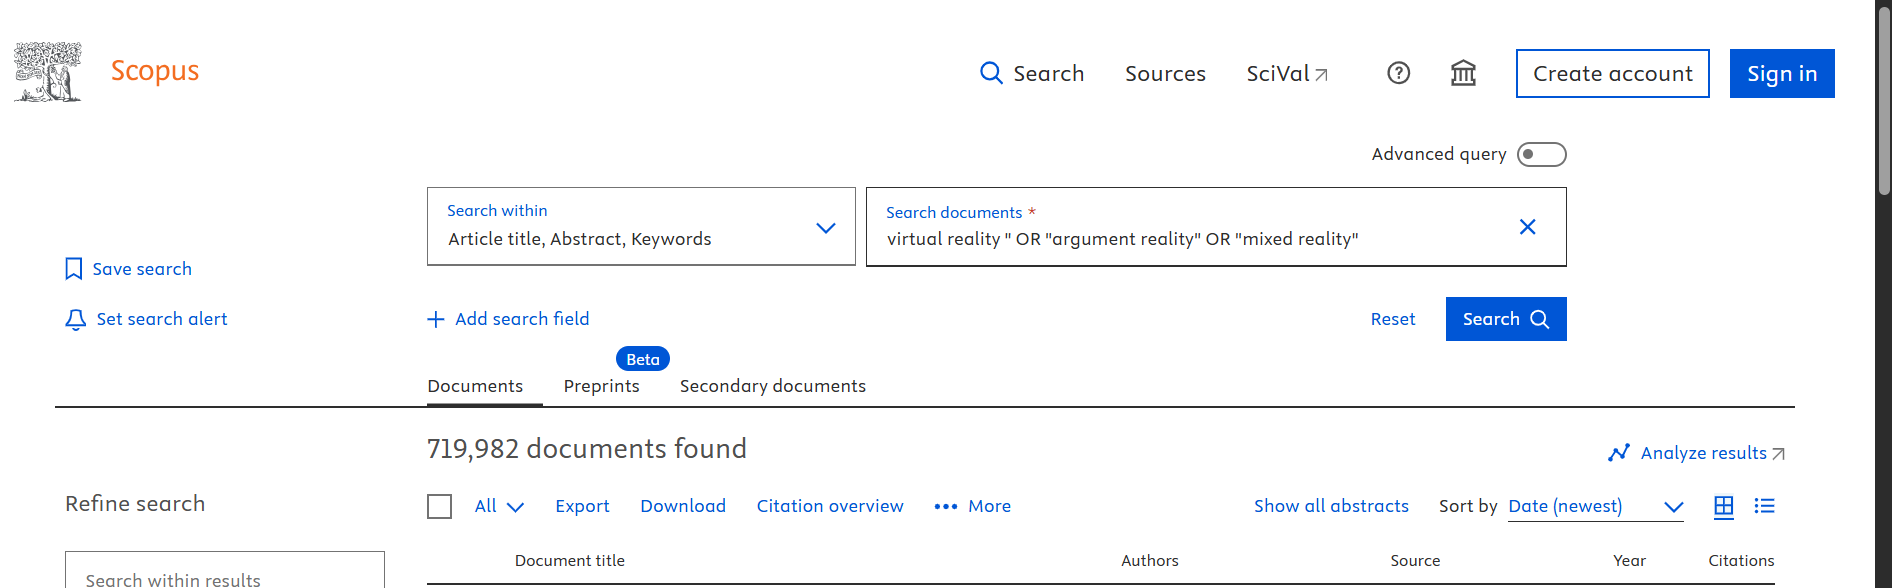 Scopus
Search Sources SciVal Create account Sign in
Advanced query
Search within
Article title, Abstract, Keywords
Search documents *
virtual reality " OR "argument reality" OR "mixed reality"
Save search
Set search alert
Add search field
Reset Search
Beta
Documents Preprints Secondary documents
719,982 documents found
Analyze results
Refine search
All Export Download Citation overview More Show all abstracts Sort by Date (newest)
Document title Authors Source Year Citations
Search within results